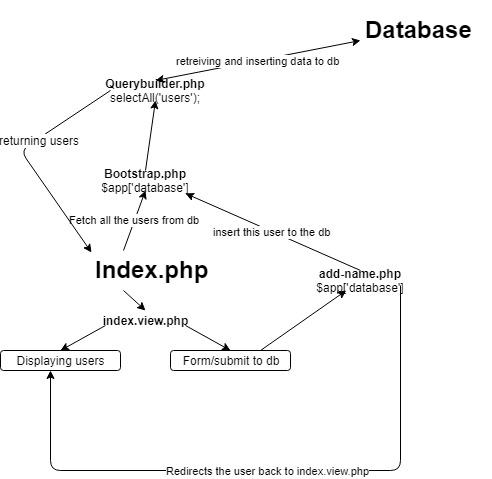 Database
retreiving and inserting data to db
Querybuilder.php
selectAll('users');
returning users
Bootstrap.php
$app['database']
Fetch all the users from db
insert this user to the db
Index.php
add-name.php
$app['database']
index.view.php
Displaying users
Form/submit to db
Redirects the user back to index.view.php